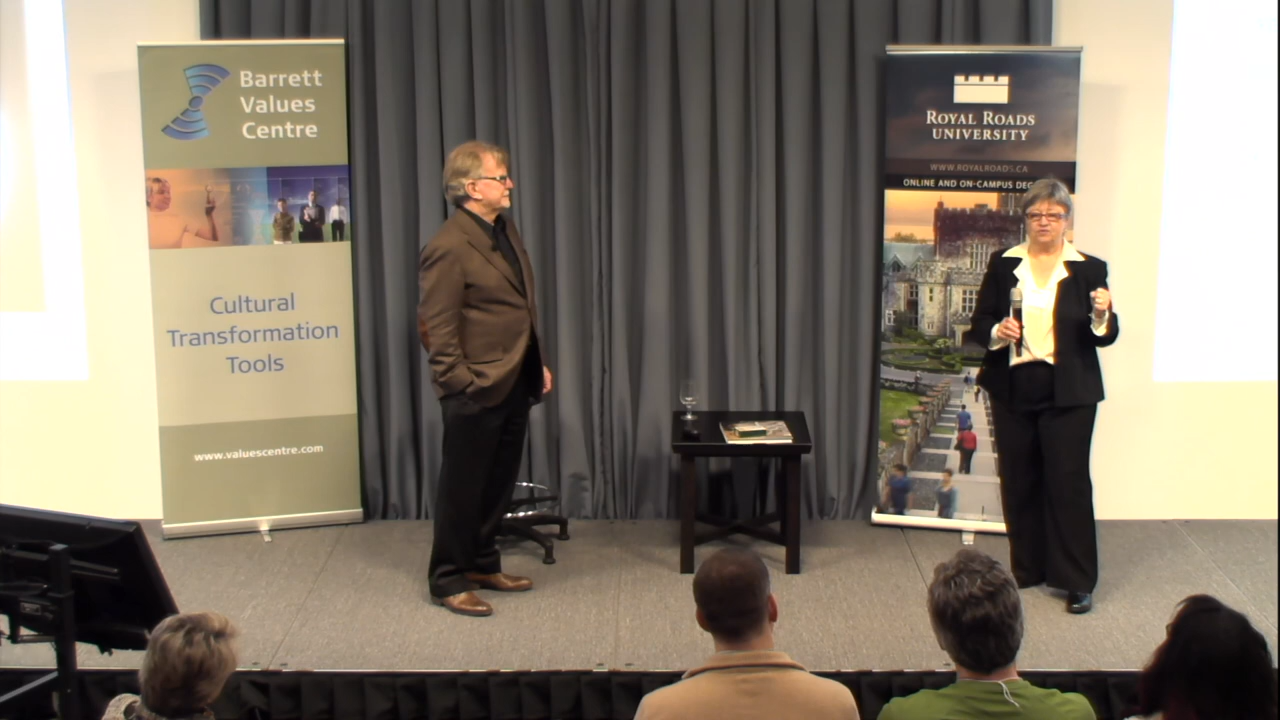 Barrett
Values
Centre
Cultural
Transformation
Tools
www.valuescentre.com
ROYAL ROADS
UNIVERSITY
WWW.ROYALROADS.CA
ONLINE AND ON-CAMPUS